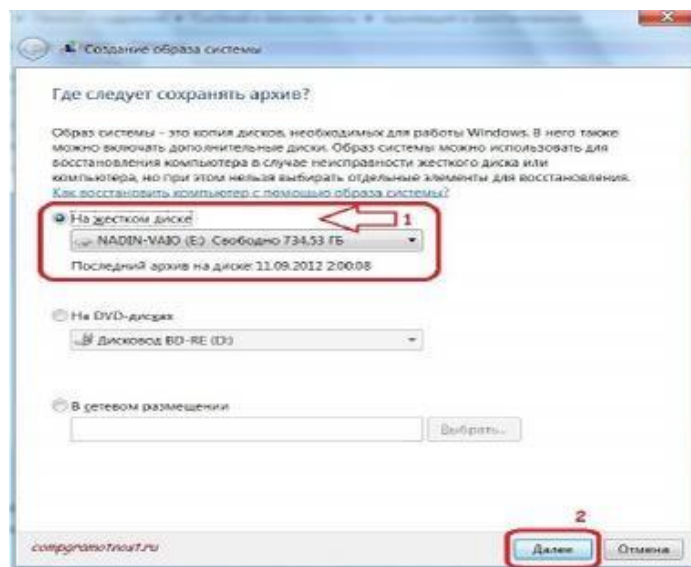 Создание образа системы
Где следует сохранять архив?
Образ системы - это копия дисков, необходимых для работы Windows. В него также
можно включать дополнительные диски. Образ системы можно использовать для
восстановления компьютера в случае неисправности жесткого диска или
компьютера, но при этом нельзя выбирать отдельные элементы для восстановления.
Как восстановить компьютер с помощью образа системы?
На жестком диске
1
NADIN-VAIO (E:) Свободно 734,53 ГБ
Последний архив на диске: 11.09.2012 2:00:08
На DVD-дисках
Дисковод BD-RE (D:)
В сетевом размещении
Выбрать...
2
compgramotnost.ru
Далее
Отмена